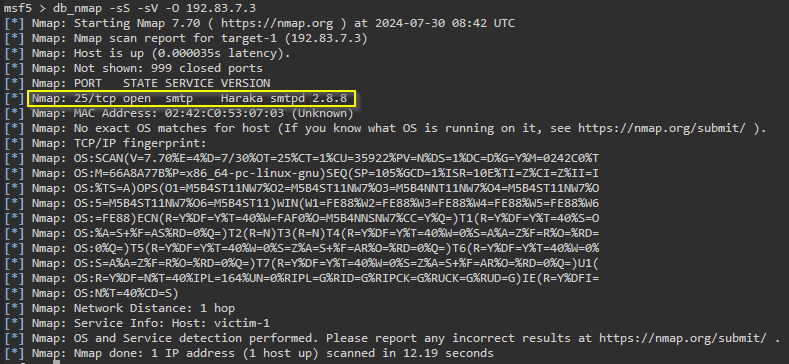 msf5 > db_nmap -sS -sV -O 192.83.7.3
[*] Nmap: Starting Nmap 7.70 ( https://nmap.org ) at 2024-07-30 08:42 UTC
[*] Nmap: Nmap scan report for target-1 (192.83.7.3)
[*] Nmap: Host is up (0.000035s latency).
[*] Nmap: Not shown: 999 closed ports
[*] Nmap: PORT   STATE SERVICE VERSION
[*] Nmap: 25/tcp open  smtp    Haraka smtpd 2.8.8
[*] Nmap: MAC Address: 02:42:C0:53:07:03 (Unknown)
[*] Nmap: No exact OS matches for host (If you know what OS is running on it, see https://nmap.org/submit/ ).
[*] Nmap: TCP/IP fingerprint:
[*] Nmap: OS:SCAN(V=7.70%E=4%D=7/30%OT=25%CT=1%CU=35922%PV=N%DS=1%DC=D%G=Y%M=0242C0%T
[*] Nmap: OS:M=66A8A77B%P=x86_64-pc-linux-gnu)SEQ(SP=105%GCD=1%ISR=10E%TI=Z%CI=Z%II=I
[*] Nmap: OS:%TS=A)OPS(O1=M5B4ST11NW7%O2=M5B4ST11NW7%O3=M5B4NNT11NW7%O4=M5B4ST11NW7%O
[*] Nmap: OS:5=M5B4ST11NW7%O6=M5B4ST11)WIN(W1=FE88%W2=FE88%W3=FE88%W4=FE88%W5=FE88%W6
[*] Nmap: OS:=FE88)ECN(R=Y%DF=Y%T=40%W=FAF0%O=M5B4NNSNW7%CC=Y%Q=)T1(R=Y%DF=Y%T=40%S=O
[*] Nmap: OS:%A=S+%F=AS%RD=0%Q=)T2(R=N)T3(R=N)T4(R=Y%DF=Y%T=40%W=0%S=A%A=Z%F=R%O=%RD=
[*] Nmap: OS:0%Q=)T5(R=Y%DF=Y%T=40%W=0%S=Z%A=S+%F=AR%O=%RD=0%Q=)T6(R=Y%DF=Y%T=40%W=0%
[*] Nmap: OS:S=A%A=Z%F=R%O=%RD=0%Q=)T7(R=Y%DF=Y%T=40%W=0%S=Z%A=S+%F=AR%O=%RD=0%Q=)U1(
[*] Nmap: OS:R=Y%DF=N%T=40%IPL=164%UN=0%RIPL=G%RID=G%RIPCK=G%RUCK=G%RUD=G)IE(R=Y%DFI=
[*] Nmap: OS:N%T=40%CD=S)
[*] Nmap: Network Distance: 1 hop
[*] Nmap: Service Info: Host: victim-1
[*] Nmap: OS and Service detection performed. Please report any incorrect results at https://nmap.org/submit/ .
[*] Nmap: Nmap done: 1 IP address (1 host up) scanned in 12.19 seconds